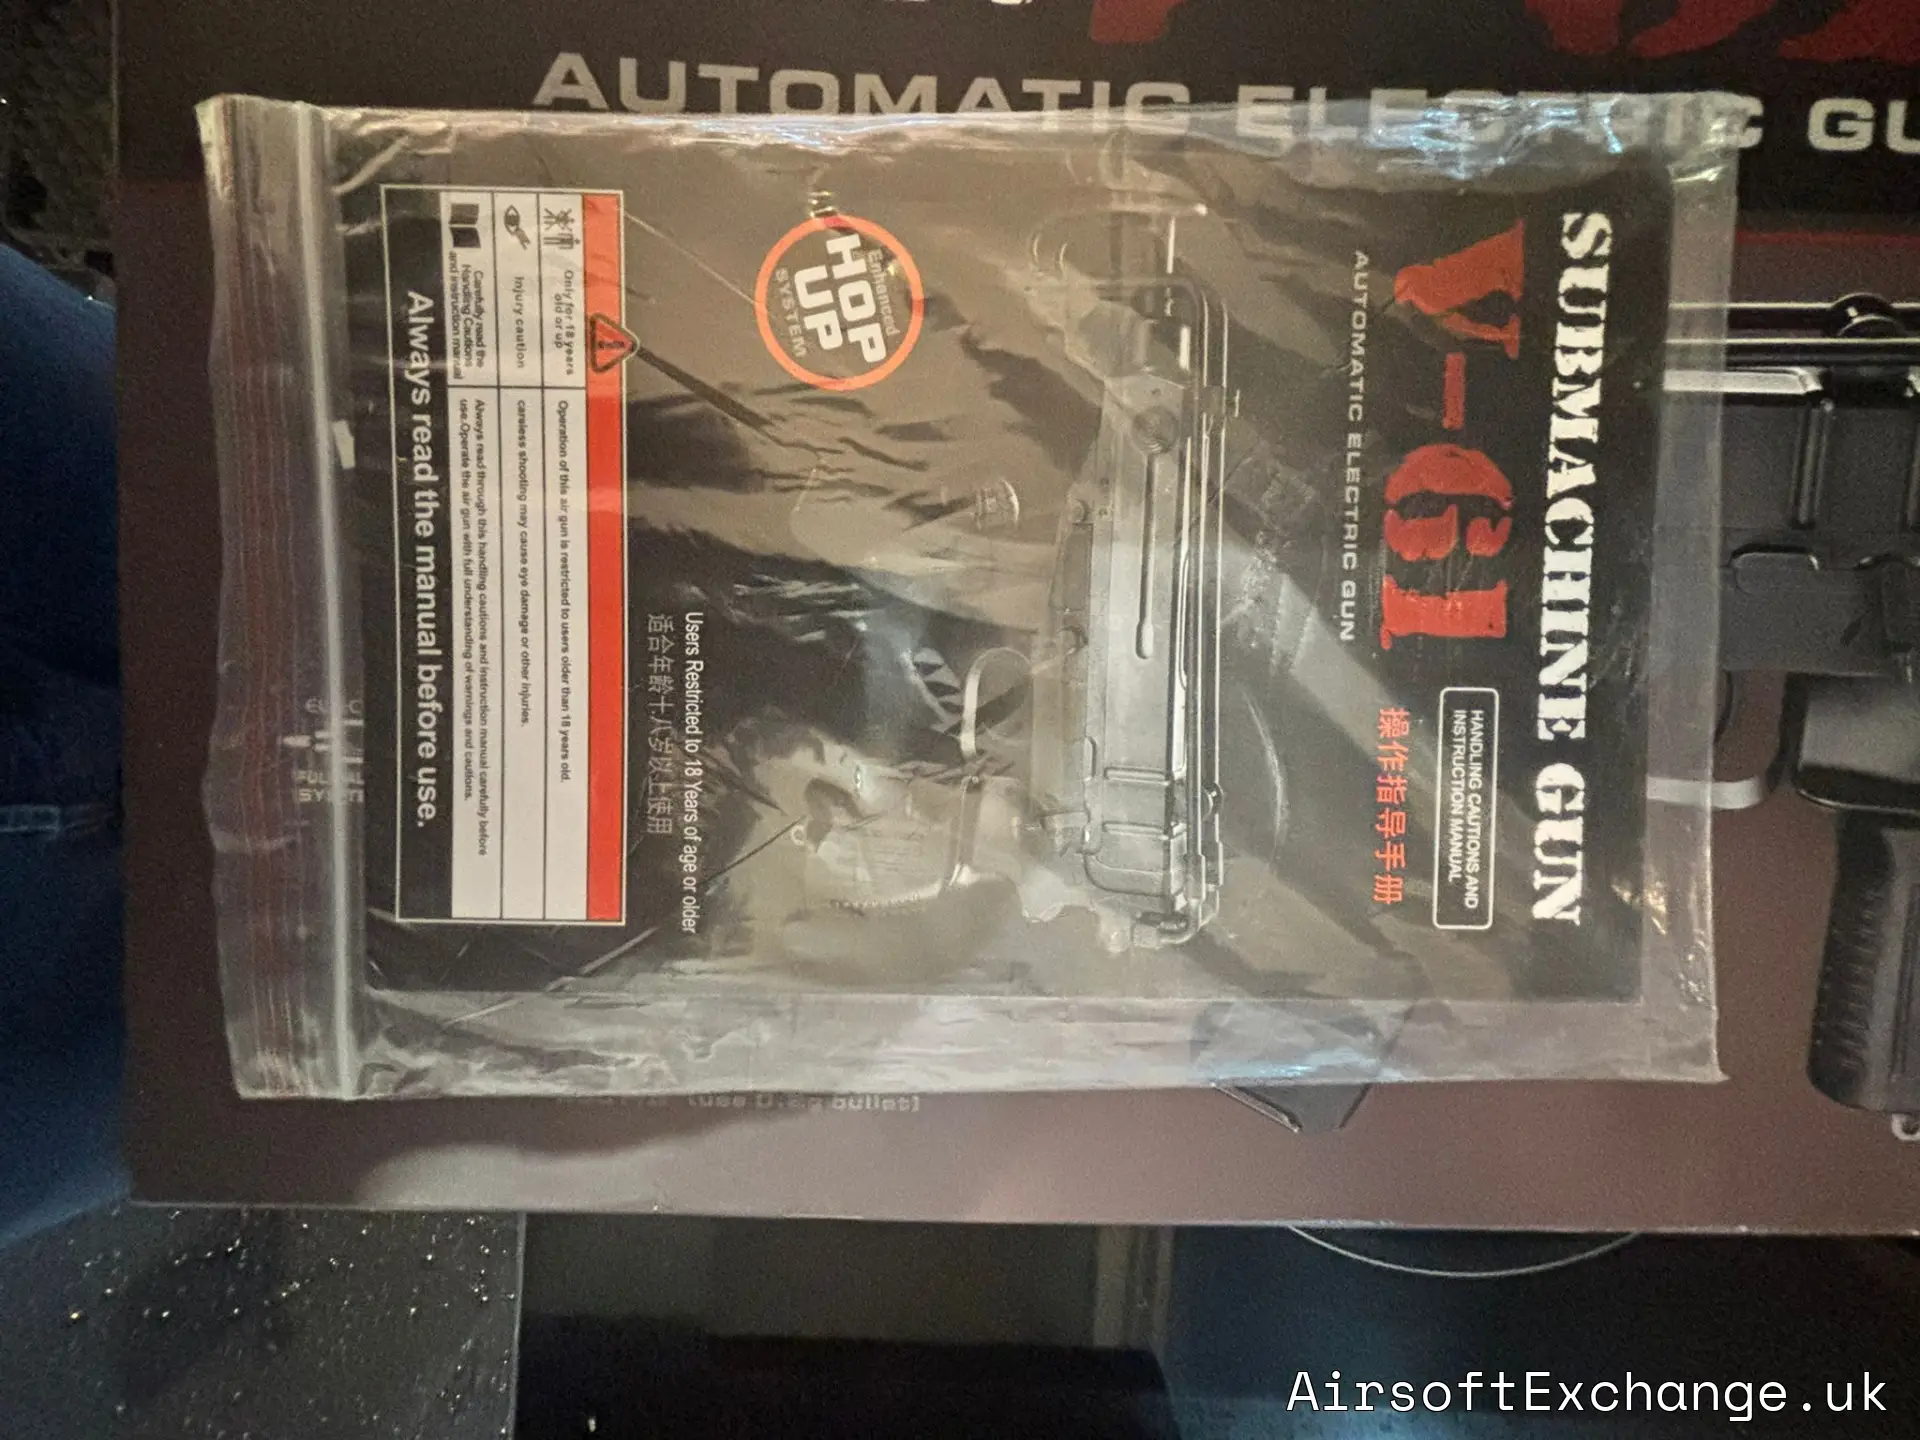 AUTOMATIC ELECTRIC GU
SUBMACHINE GUN
V-61
HANDLING CAUTIONS AND
INSTRUCTION MANUAL
AUTOMATIC ELECTRIC GUN
操作指导手册
Enhanced
HOP
UP
SYSTEM
Users Restricted to 18 Years of age or older
适合年龄十八岁以上使用
Only for 18 years
old or up
Operation of this air gun is restricted to users older than 18 years old.
Injury caution
careless shooting may cause eye damage or other injuries.
Carefully read the
Handling Cautions
and instruction manual
Always read through this handling cautions and instruction manual carefully before
use.Operate the air gun with full understanding of warnings and cautions.
Always read the manual before use.
bullet]
AirsoftExchange.uk